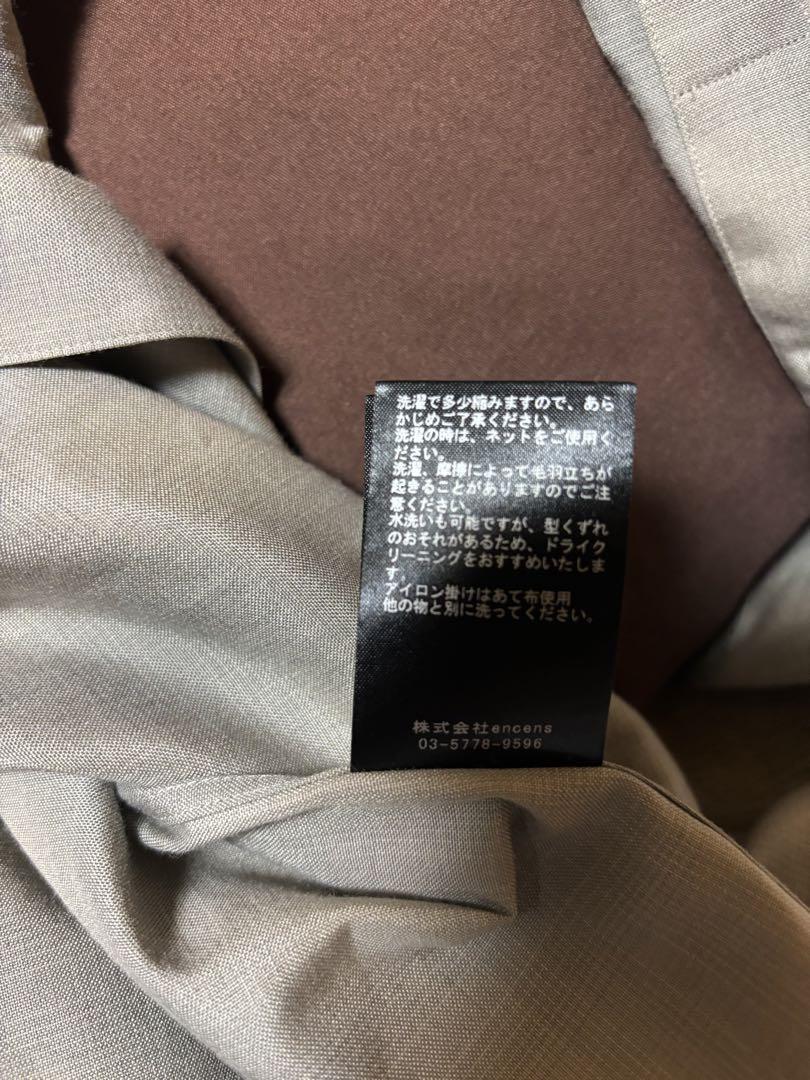 洗濯で多少縮みますので、あら
かじめご了承ください。
洗濯の時は、ネットをご使用く
ださい。
洗濯、摩擦によって毛羽立ちが
起きることがありますのでご注
意ください。
水洗いも可能ですが、型くずれ
のおそれがあるため、ドライク
リーニングをおすすめいたしま
す。
アイロン掛けはあて布使用
他の物と別に洗ってください。
株式会社encens
03-5778-9596